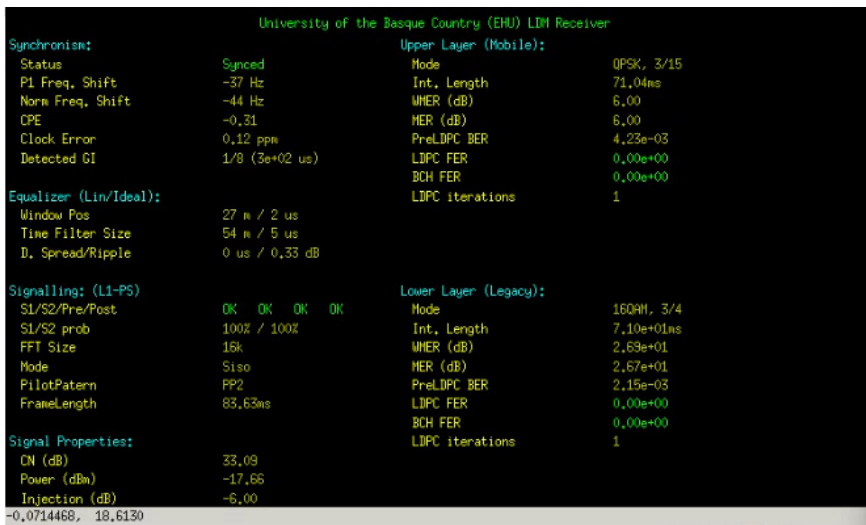 University of the Basque Country (EHU) LDM Receiver
Synchronism:
Status Synced
P1 Freq. Shift -37 Hz
Norm Freq. Shift -44 Hz
CPE -0.31
Clock Error 0.12 ppm
Detected GI 1/8 (3e+02 us)
Equalizer (Lin/Ideal):
Window Pos 27 m / 2 us
Time Filter Size 54 m / 5 us
D. Spread/Ripple 0 us / 0.33 dB
Signalling: (L1-PS)
S1/S2/Pre/Post OK OK OK OK
S1/S2 prob 100% / 100%
FFT Size 16k
Mode Siso
PilotPatern PP2
FrameLength 83.63ms
Signal Properties:
CN (dB) 33.09
Power (dBm) -17.66
Injection (dB) -6.00
Upper Layer (Mobile):
Mode QPSK, 3/15
Int. Length 71.04ms
WMER (dB) 6.00
MER (dB) 6.00
PreLDPC BER 4.23e-03
LDPC FER 0.00e+00
BCH FER 0.00e+00
LDPC iterations 1
Lower Layer (Legacy):
Mode 16QAM, 3/4
Int. Length 7.10e+01ms
WMER (dB) 2.69e+01
MER (dB) 2.67e+01
PreLDPC BER 2.15e-03
LDPC FER 0.00e+00
BCH FER 0.00e+00
LDPC iterations 1
-0.0714468, 18.6130